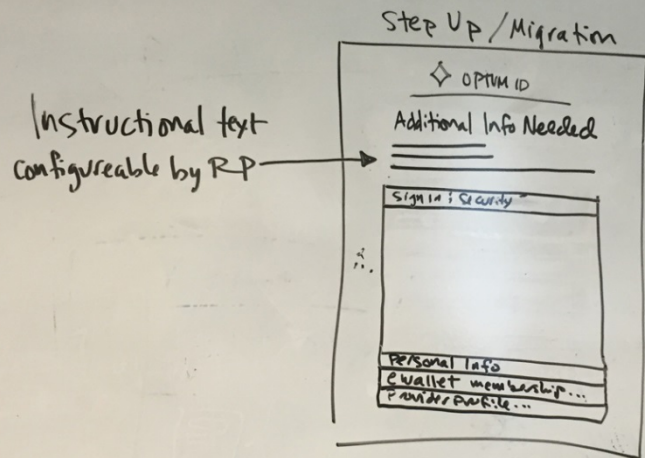 Step Up / Migration
OPTUM ID
Instructional text
configureable by RP
Additional Info Needed
Sign In & Security
Personal Info
ewallet membership...
Provider Profile...